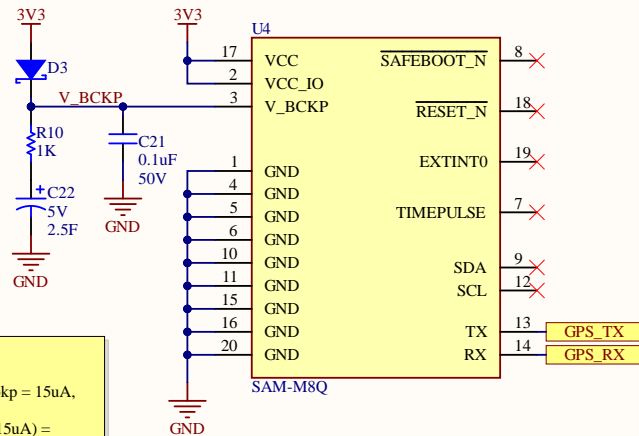 3V3
D3
V_BCKP
R10
1K
C22
5V
2.5F
GND
C21
0.1uF
50V
GND
3V3
U4
17 VCC
2 VCC_IO
3 V_BCKP
1 GND
4 GND
5 GND
6 GND
10 GND
11 GND
15 GND
16 GND
20 GND
SAFEBOOT_N 8
RESET_N 18
EXTINT0 19
TIMEPULSE 7
SDA 9
SCL 12
TX 13 GPS_TX
RX 14 GPS_RX
SAM-M8Q
GND
kp = 15uA,
15uA) =